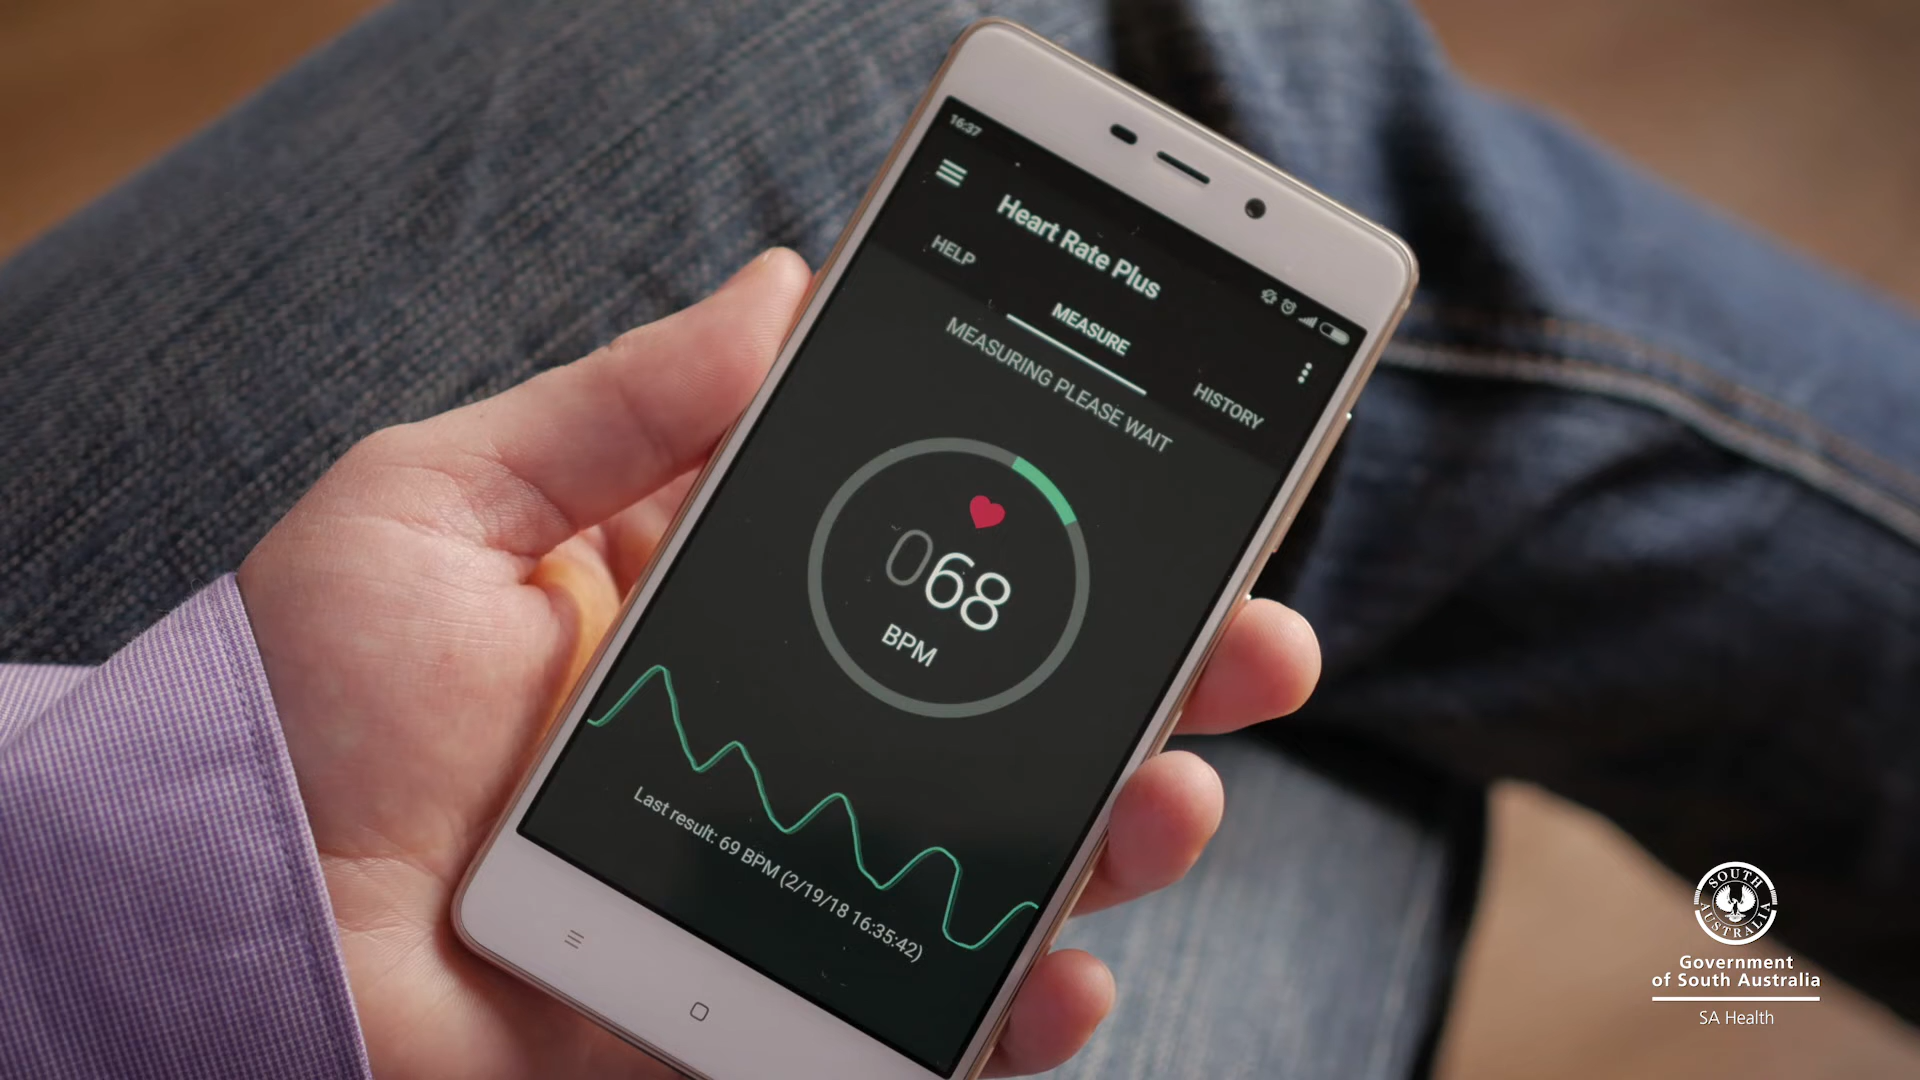 16:37
Heart Rate Plus
HELP
MEASURE
HISTORY
MEASURING PLEASE WAIT
068
BPM
Last result: 69 BPM (2/19/18 16:35:42)
SOUTH
AUSTRALIA
Government
of South Australia
SA Health